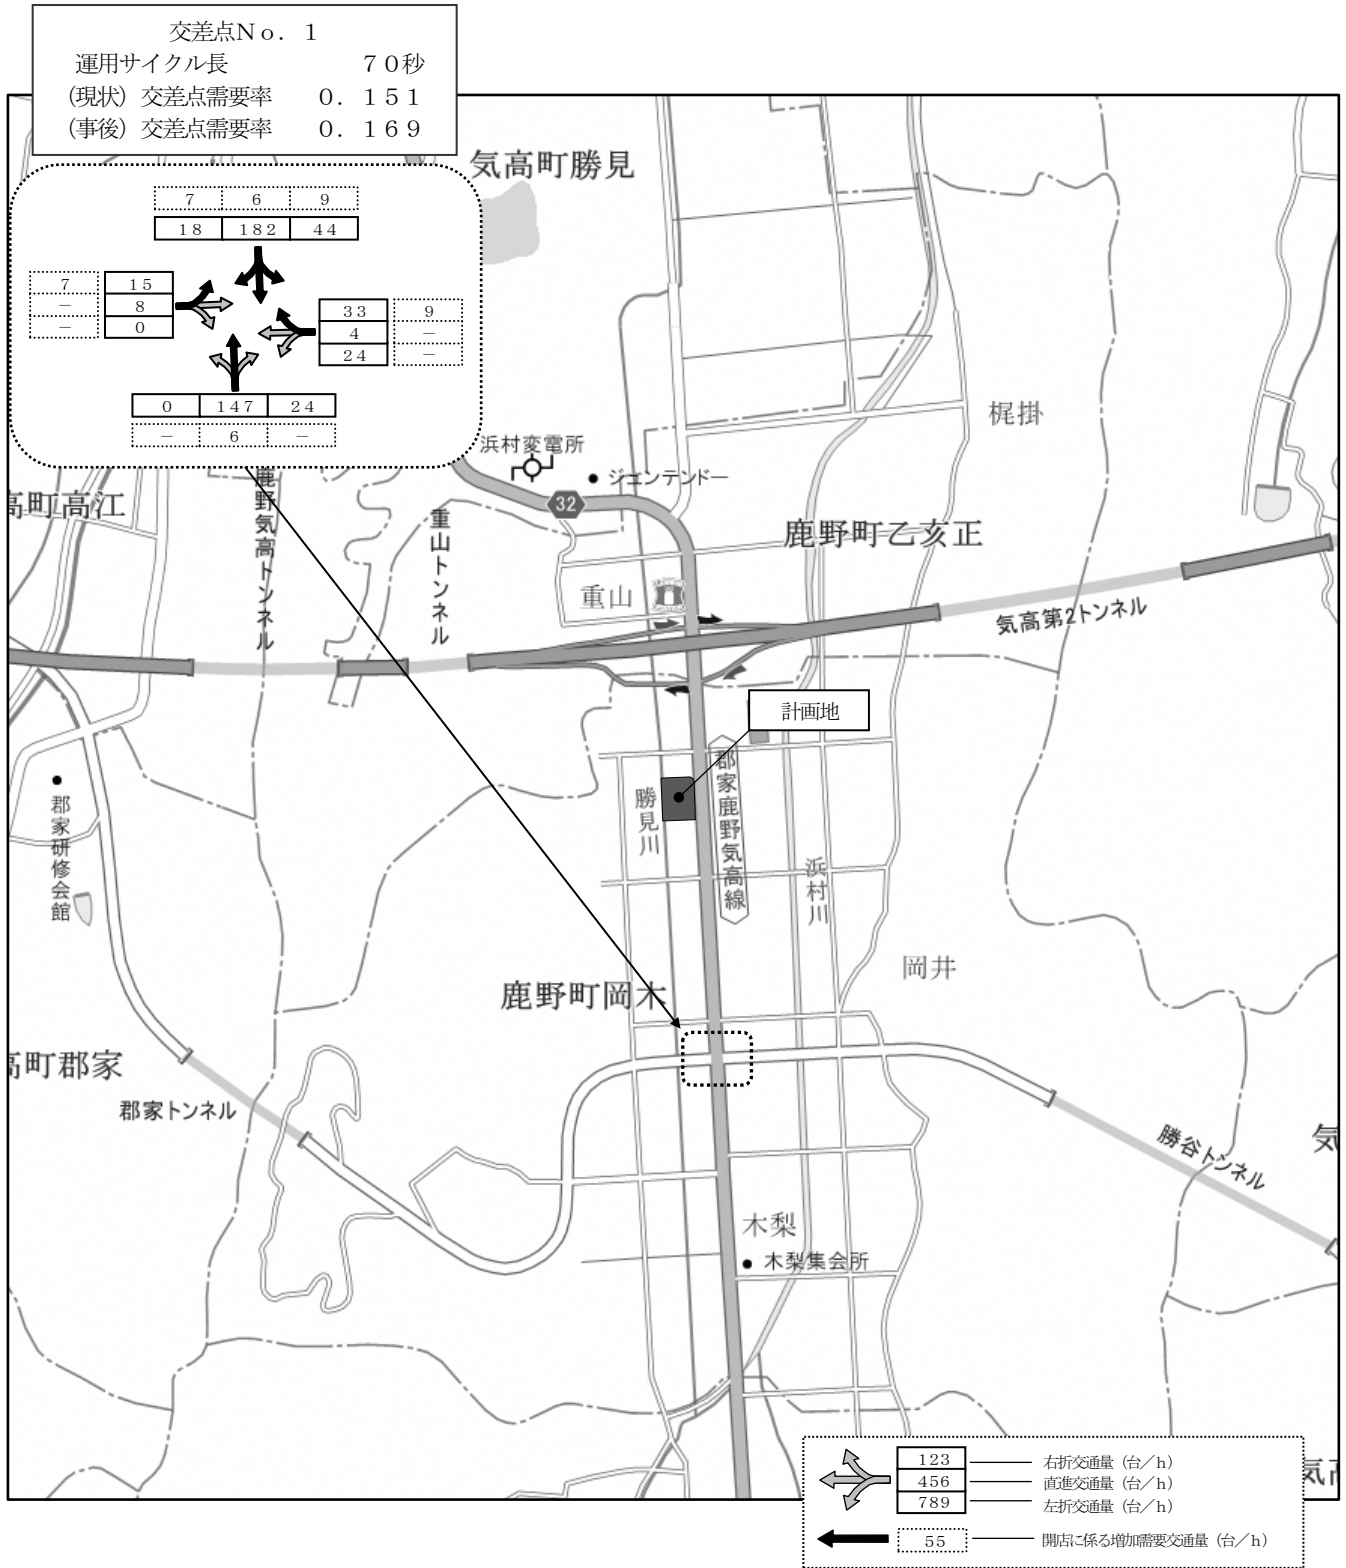 交差点Ｎｏ．１
運用サイクル長　７０秒
（現状）交差点需要率　０．１５１
（事後）交差点需要率　０．１６９
7 6 9
18 182 44
7 15
－ 8
－ 0
33 9
4 －
24 －
0 147 24
－ 6 －
気高町勝見
梶掛
浜村変電所
ジェンテンドー
32
高町高江
鹿野気高トンネル
重山トンネル
鹿野町乙亥正
重山
気高第2トンネル
計画地
郡家鹿野気高線
勝見川
浜村川
郡家研修会館
岡井
鹿野町岡木
高町郡家
郡家トンネル
勝谷トンネル
気
木梨
木梨集会所
123 右折交通量（台／ｈ）
456 直進交通量（台／ｈ）
789 左折交通量（台／ｈ）
55 開店に係る増加需要交通量（台／ｈ）